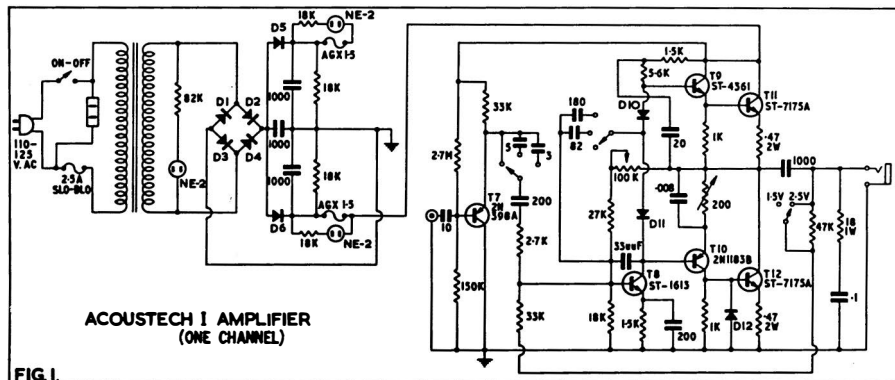 ON-OFF
110-
125
V. AC
2·5A
SLO-BLO
82K
NE-2
D1
D2
D3
D4
D5
18K
NE-2
AGX 1·5
1000
18K
1000
1000
18K
AGX 1·5
D6
18K
NE-2
ACOUSTECH I AMPLIFIER
(ONE CHANNEL)
FIG.1.
2·7M
33K
10
T7
2N
398A
150K
5
3
200
2·7K
33K
180
82
100K
27K
33uuF
18K
T8
ST-1613
1·5K
200
1·5K
5·6K
D10
20
D11
·008
T9
ST-4361
1K
200
T10
2N1183B
1K
D12
T11
ST-7175A
·47
2W
T12
ST-7175A
·47
2W
1000
1·5V
2·5V
47K
18
1W
·1